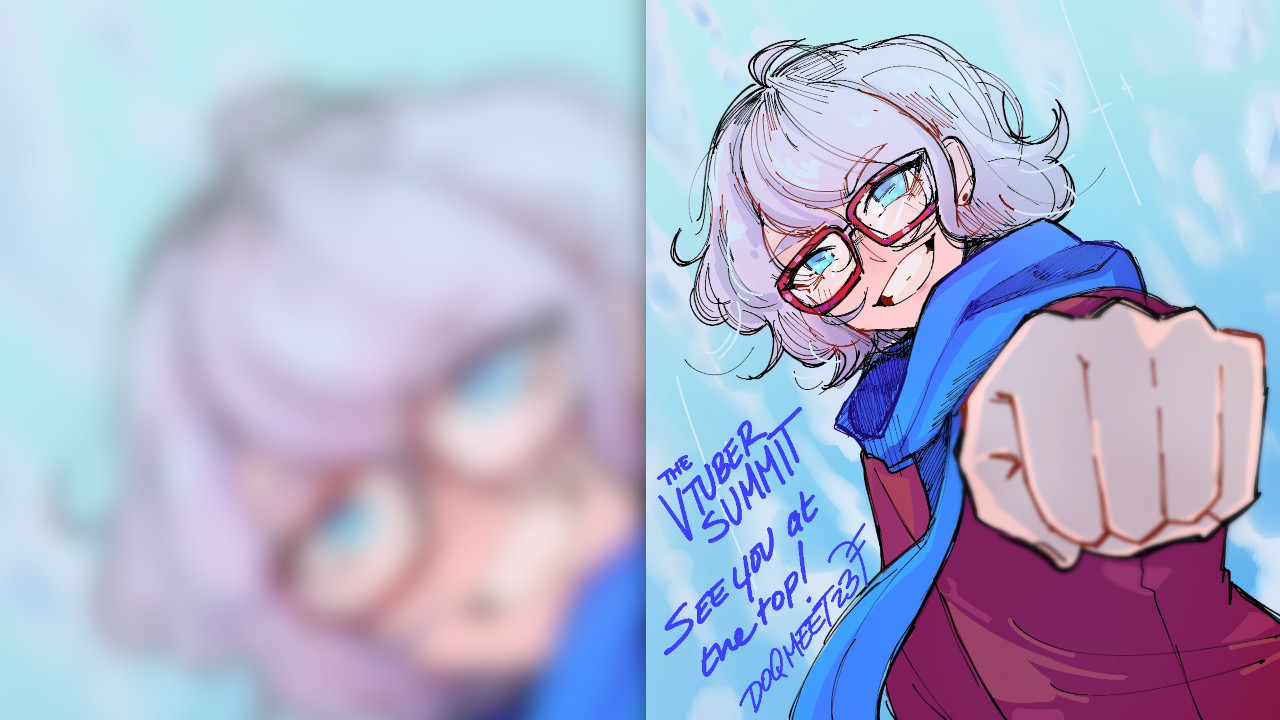 THE
VTUBER
SUMMIT
SEE YOU at
the top!
DOQMEET23